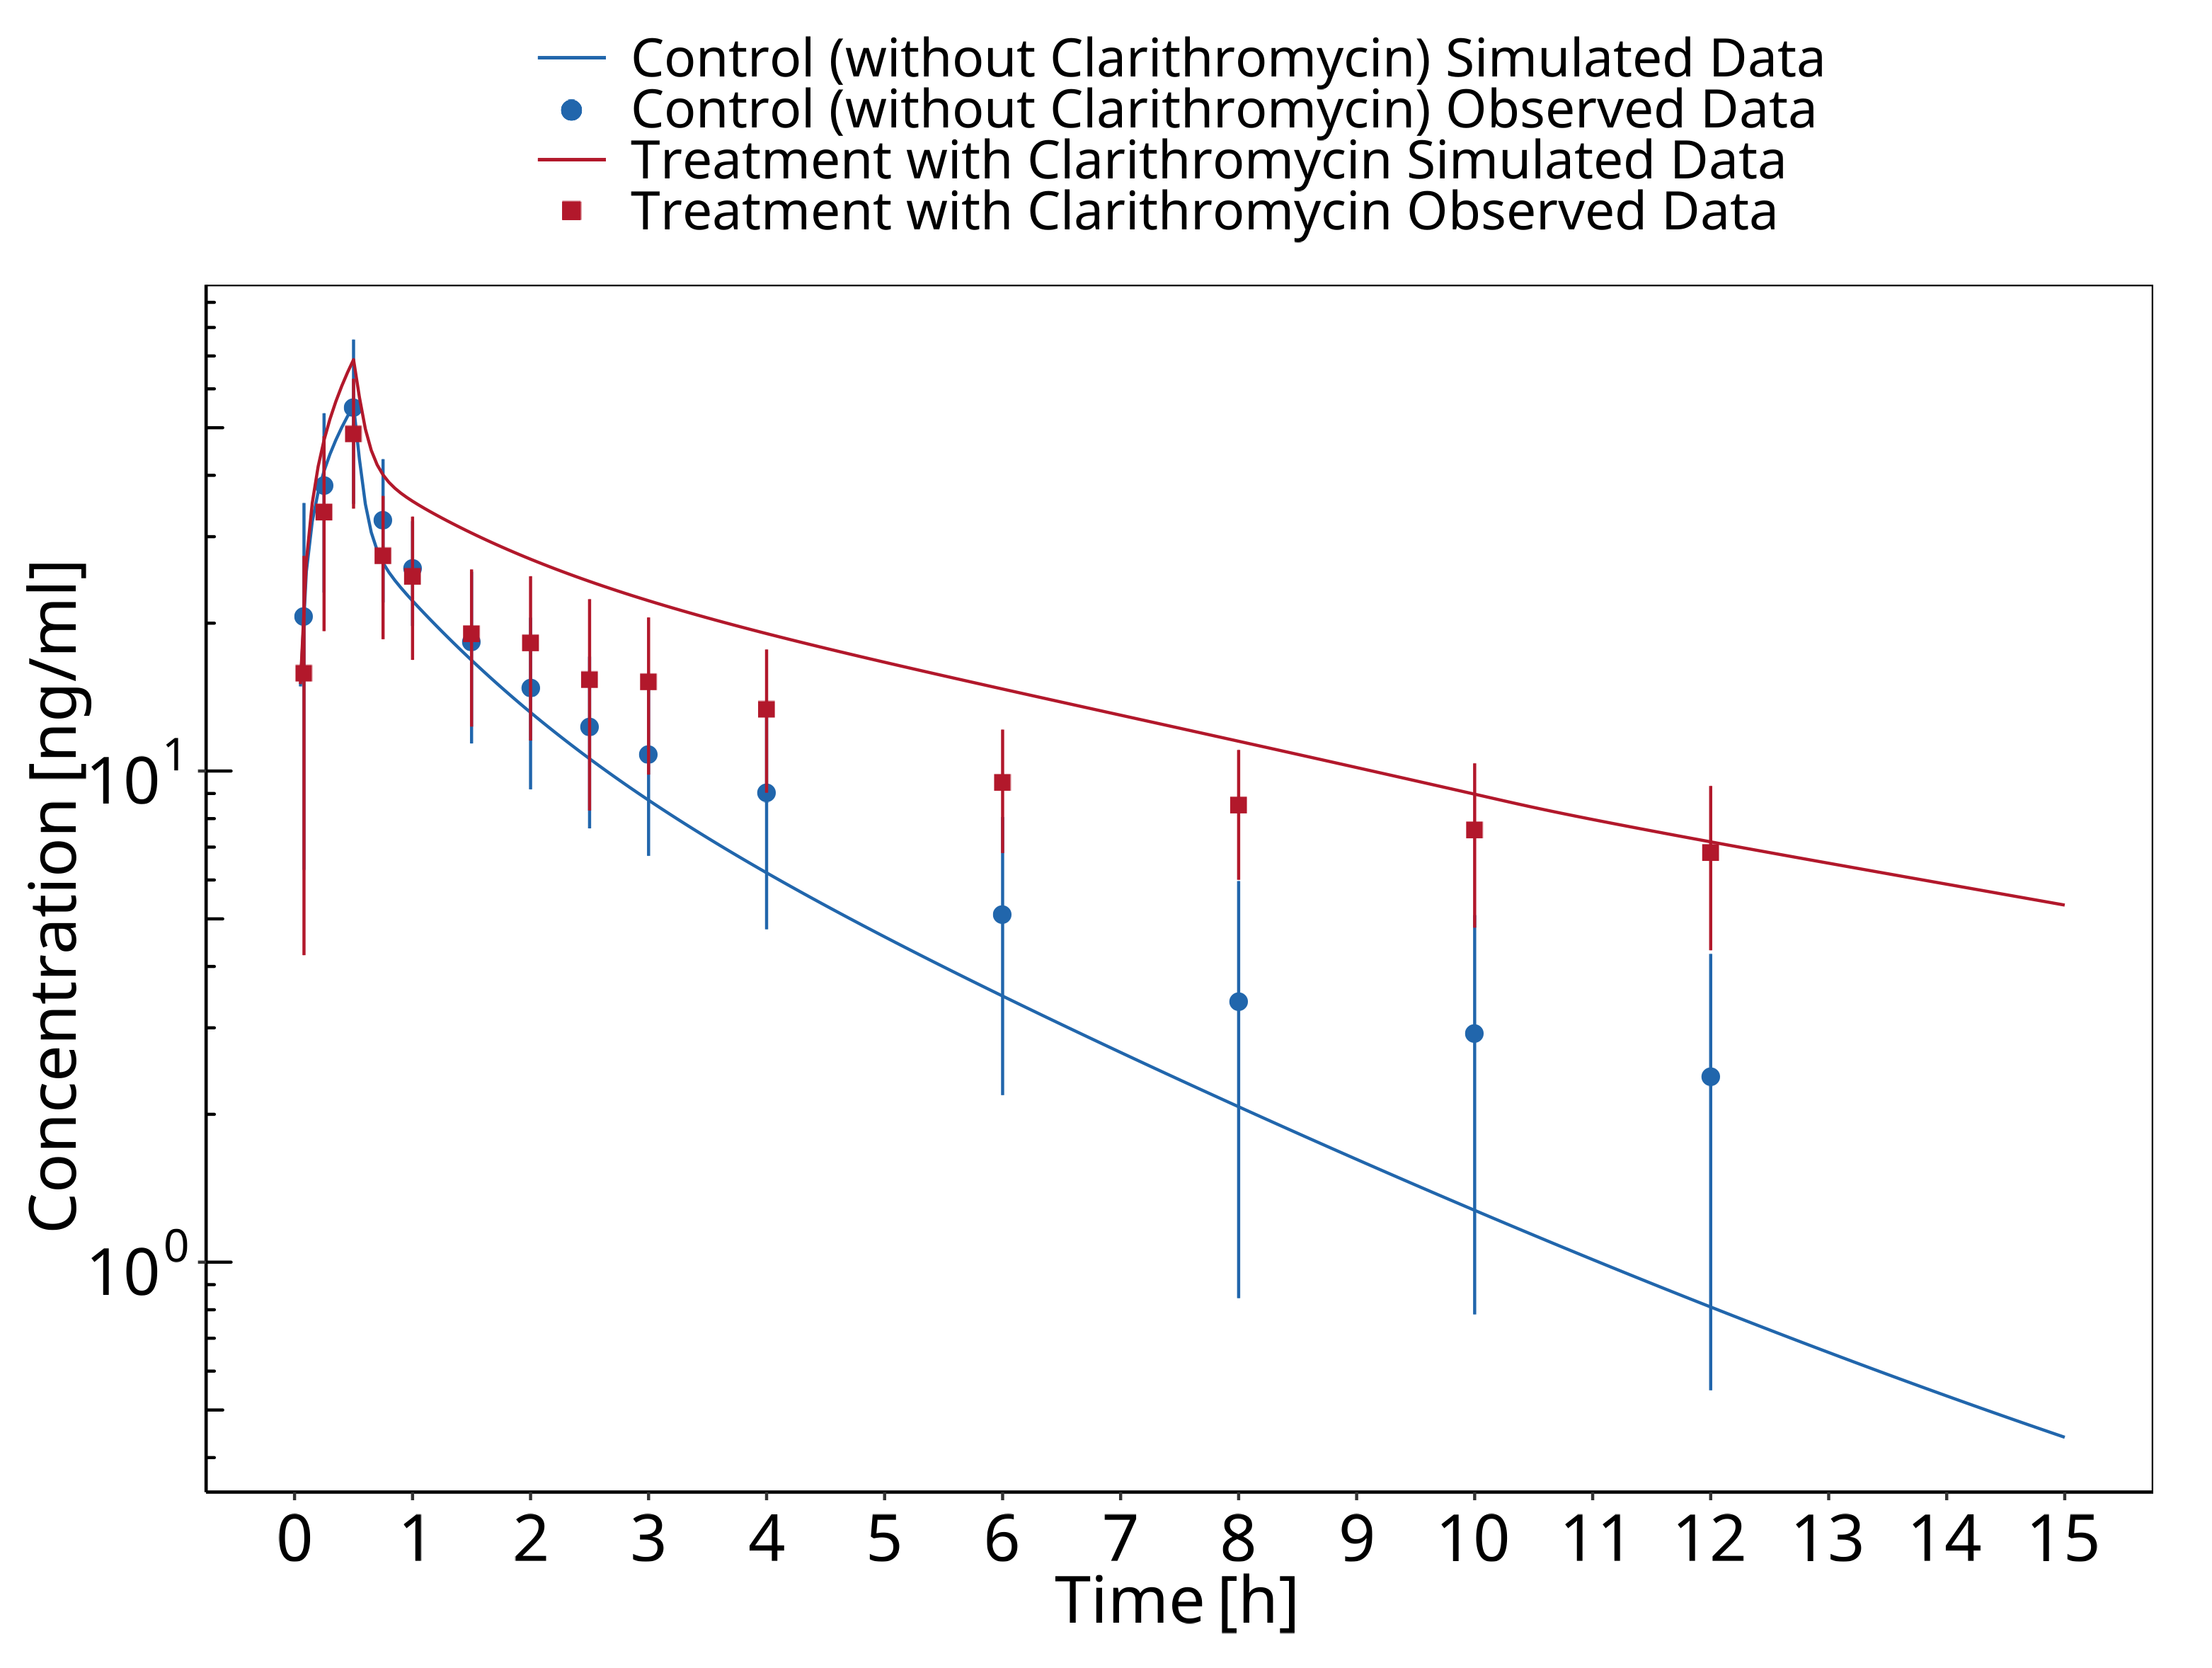 Control (without Clarithromycin) Simulated Data
Control (without Clarithromycin) Observed Data
Treatment with Clarithromycin Simulated Data
Treatment with Clarithromycin Observed Data
Concentration [ng/ml]
10^1
10^0
0 1 2 3 4 5 6 7 8 9 10 11 12 13 14 15
Time [h]